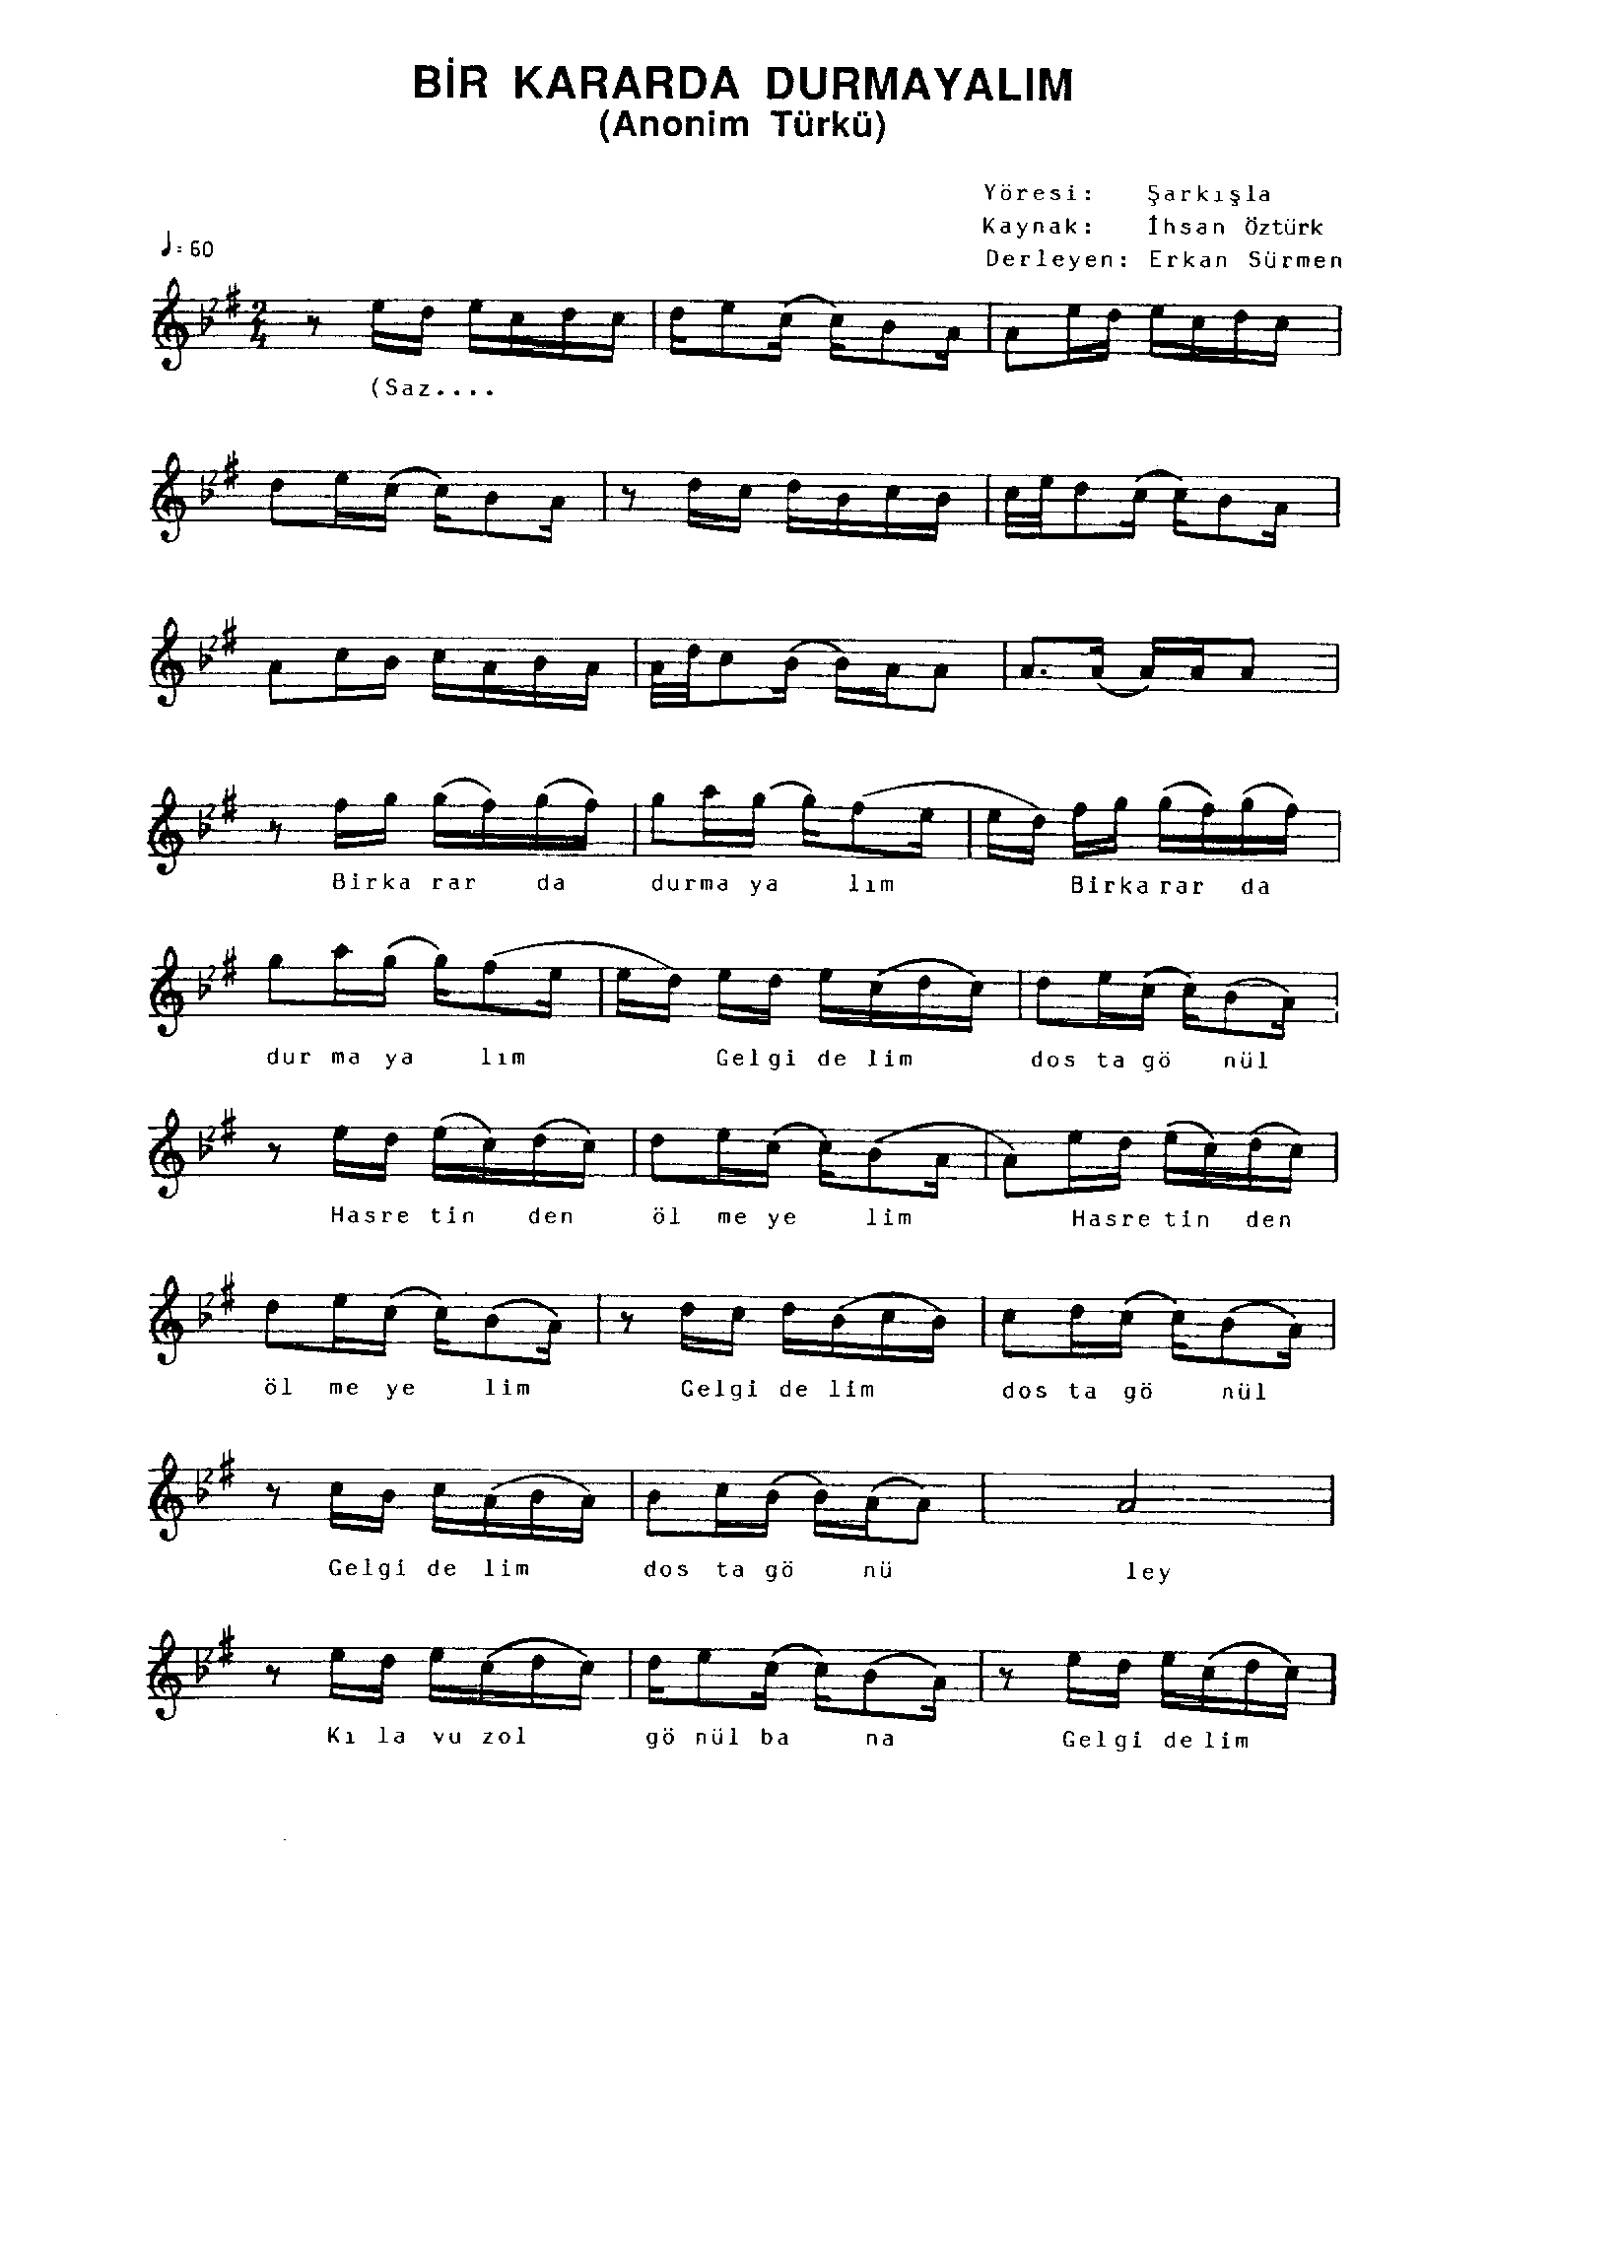 BİR KARARDA DURMAYALIM
(Anonim Türkü)
Yöresi: Şarkışla
Kaynak: İhsan Öztürk
Derleyen: Erkan Sürmen
♩=60
2/4
(Saz....
Birka rar da durma ya lım Birka rar da
dur ma ya lım Gelgi de lim dos ta gö nül
Hasre tin den öl me ye lim Hasre tin den
öl me ye lim Gelgi de lim dos ta gö nül
Gelgi de lim dos ta gö nü ley
Kı la vu zol gö nül ba na Gelgi delim